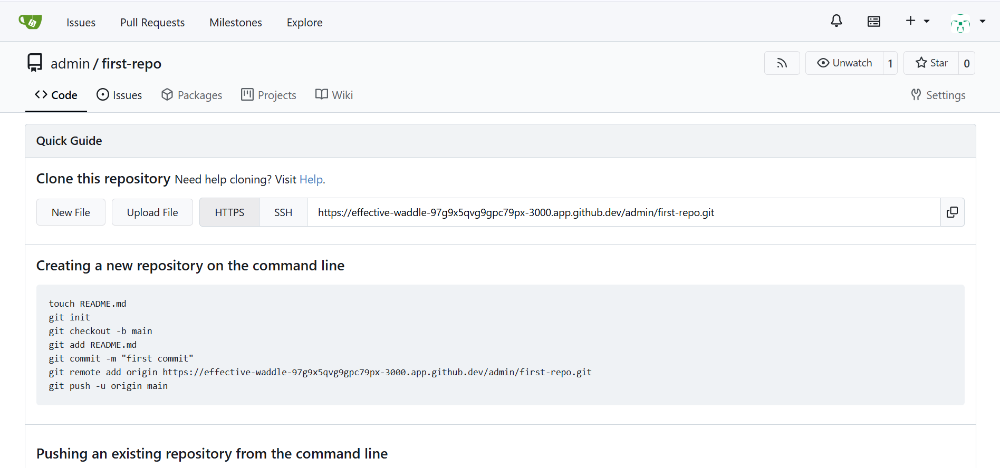 Issues Pull Requests Milestones Explore
admin / first-repo
Unwatch 1 Star 0
Code Issues Packages Projects Wiki Settings
Quick Guide
Clone this repository Need help cloning? Visit Help.
New File Upload File HTTPS SSH https://effective-waddle-97g9x5qvg9gpc79px-3000.app.github.dev/admin/first-repo.git
Creating a new repository on the command line
touch README.md
git init
git checkout -b main
git add README.md
git commit -m "first commit"
git remote add origin https://effective-waddle-97g9x5qvg9gpc79px-3000.app.github.dev/admin/first-repo.git
git push -u origin main
Pushing an existing repository from the command line